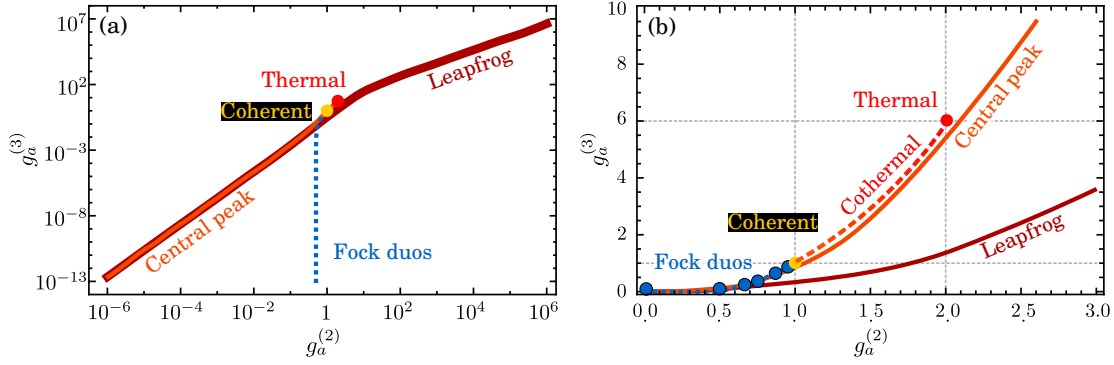 (a)
10^7
10^2
10^{-3}
10^{-8}
10^{-13}
g_a^{(3)}
Thermal
Coherent
Leapfrog
Central peak
Fock duos
10^{-6}
10^{-4}
10^{-2}
1
10^2
10^4
10^6
g_a^{(2)}
(b)
10
8
6
4
2
1
0
g_a^{(3)}
Thermal
Central peak
Cothermal
Coherent
Fock duos
Leapfrog
0.0
0.5
1.0
1.5
2.0
2.5
3.0
g_a^{(2)}